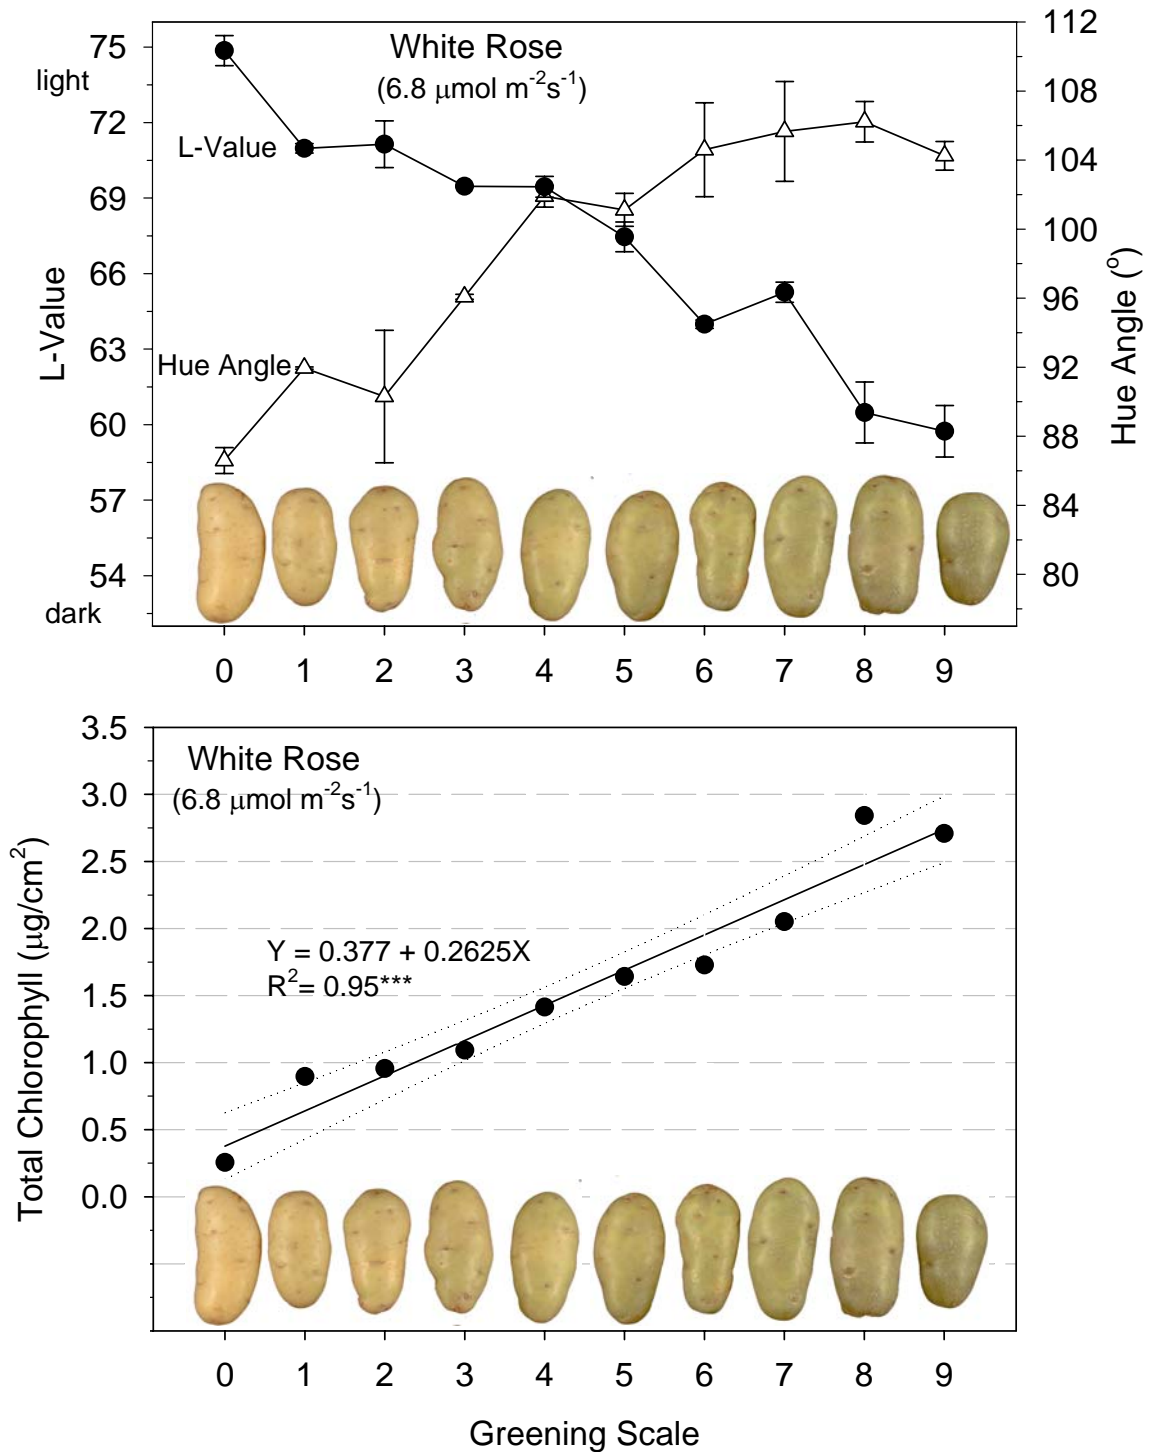 White Rose
(6.8 μmol m⁻²s⁻¹)
light
dark
L-Value
Hue Angle
L-Value
75
72
69
66
63
60
57
54
Hue Angle (°)
112
108
104
100
96
92
88
84
80
0 1 2 3 4 5 6 7 8 9
White Rose
(6.8 μmol m⁻²s⁻¹)
Y = 0.377 + 0.2625X
R²= 0.95***
Total Chlorophyll (μg/cm²)
3.5
3.0
2.5
2.0
1.5
1.0
0.5
0.0
0 1 2 3 4 5 6 7 8 9
Greening Scale